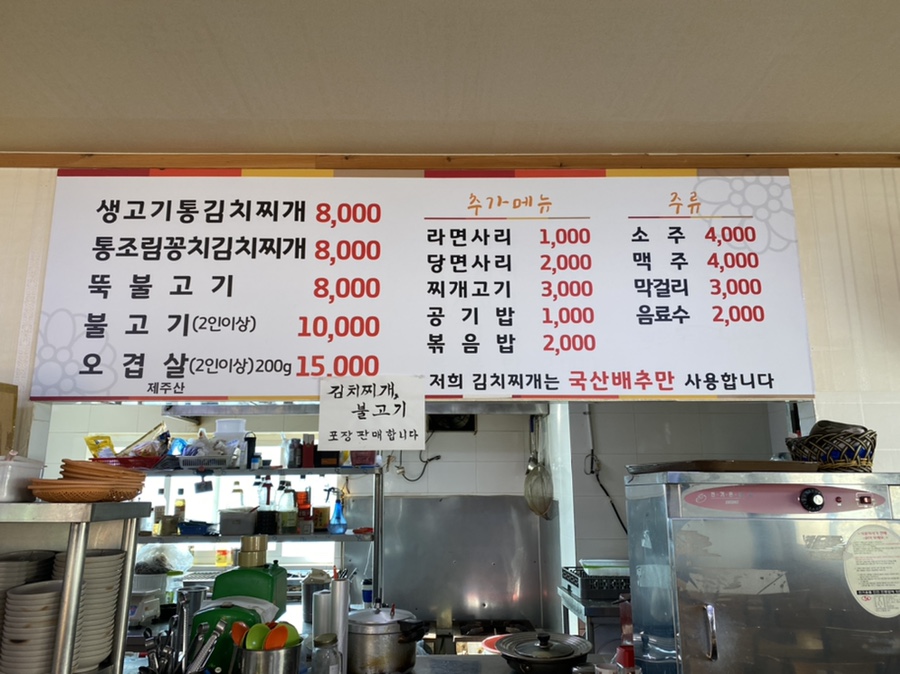 생고기통김치찌개 8,000
통조림꽁치김치찌개 8,000
뚝 불 고 기 8,000
불 고 기(2인이상) 10,000
오 겹 살(2인이상)200g 15,000
제주산
추가메뉴
라면사리 1,000
당면사리 2,000
찌개고기 3,000
공 기 밥 1,000
볶 음 밥 2,000
주류
소 주 4,000
맥 주 4,000
막걸리 3,000
음료수 2,000
저희 김치찌개는 국산배추만 사용합니다
김치찌개,
불고기
포장판매합니다